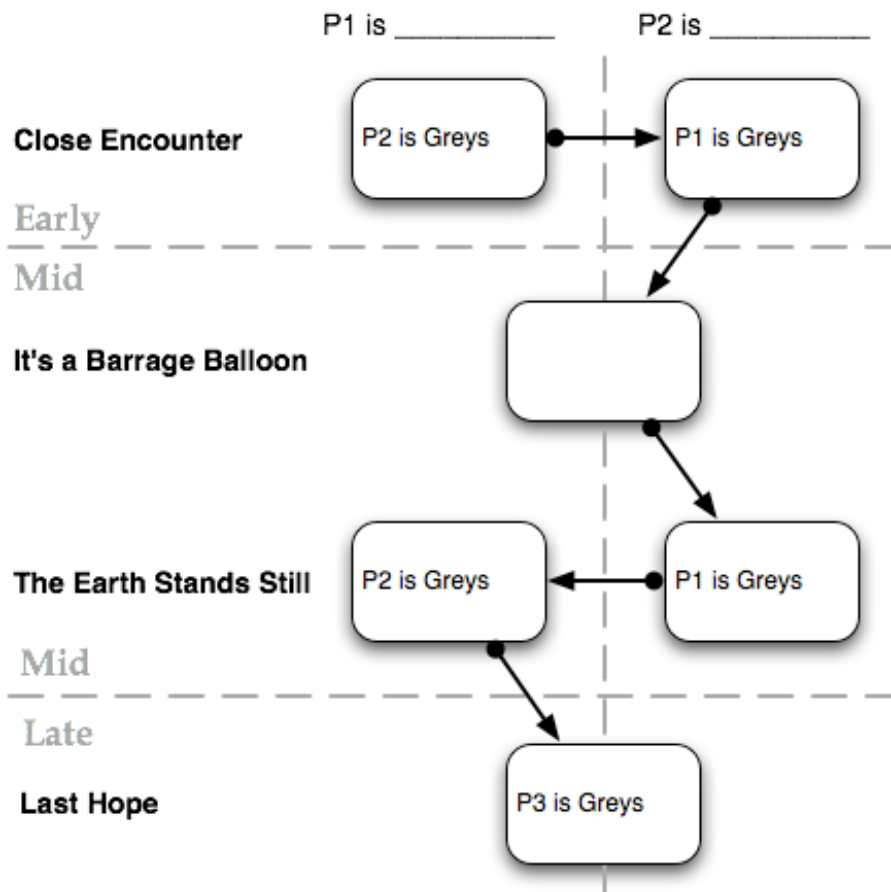 P1 is __________ P2 is __________
Close Encounter
P2 is Greys
P1 is Greys
Early
Mid
It's a Barrage Balloon
The Earth Stands Still
P2 is Greys
P1 is Greys
Mid
Late
Last Hope
P3 is Greys